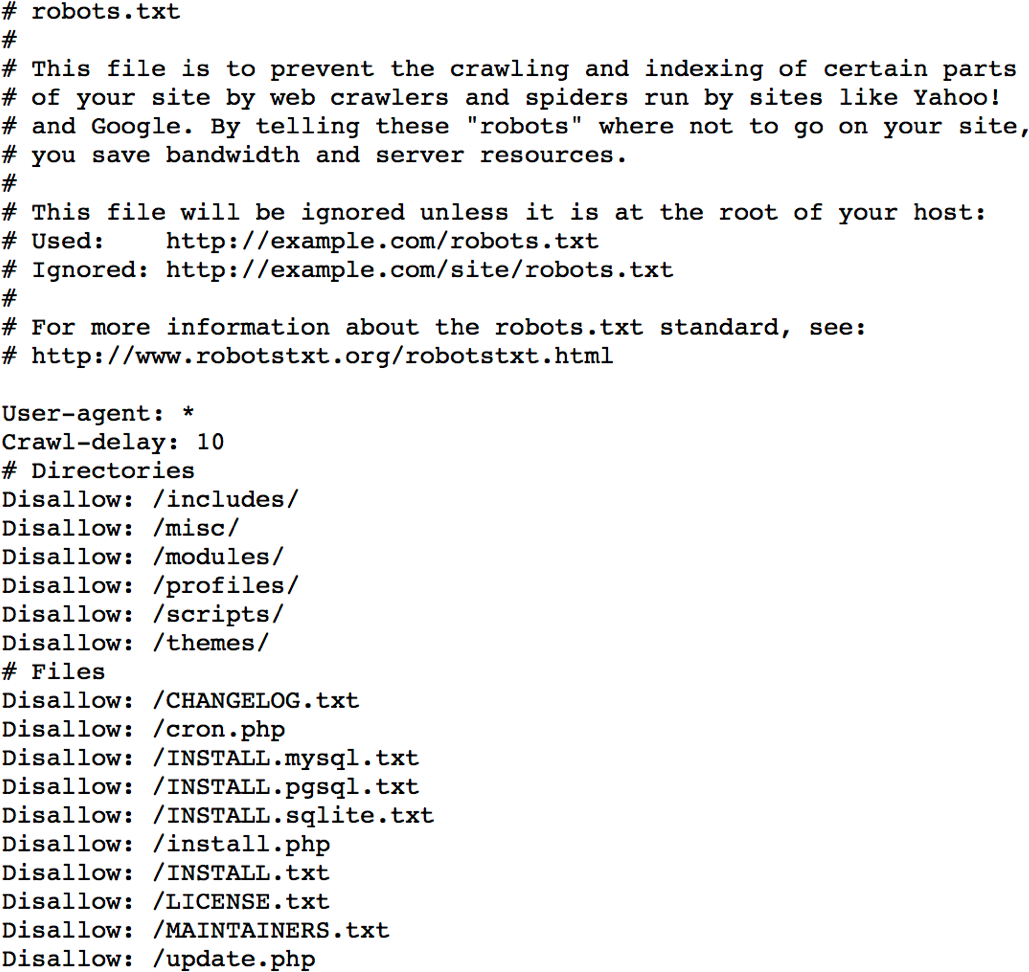 # robots.txt
#
# This file is to prevent the crawling and indexing of certain parts
# of your site by web crawlers and spiders run by sites like Yahoo!
# and Google. By telling these "robots" where not to go on your site,
# you save bandwidth and server resources.
#
# This file will be ignored unless it is at the root of your host:
# Used:    http://example.com/robots.txt
# Ignored: http://example.com/site/robots.txt
#
# For more information about the robots.txt standard, see:
# http://www.robotstxt.org/robotstxt.html

User-agent: *
Crawl-delay: 10
# Directories
Disallow: /includes/
Disallow: /misc/
Disallow: /modules/
Disallow: /profiles/
Disallow: /scripts/
Disallow: /themes/
# Files
Disallow: /CHANGELOG.txt
Disallow: /cron.php
Disallow: /INSTALL.mysql.txt
Disallow: /INSTALL.pgsql.txt
Disallow: /INSTALL.sqlite.txt
Disallow: /install.php
Disallow: /INSTALL.txt
Disallow: /LICENSE.txt
Disallow: /MAINTAINERS.txt
Disallow: /update.php